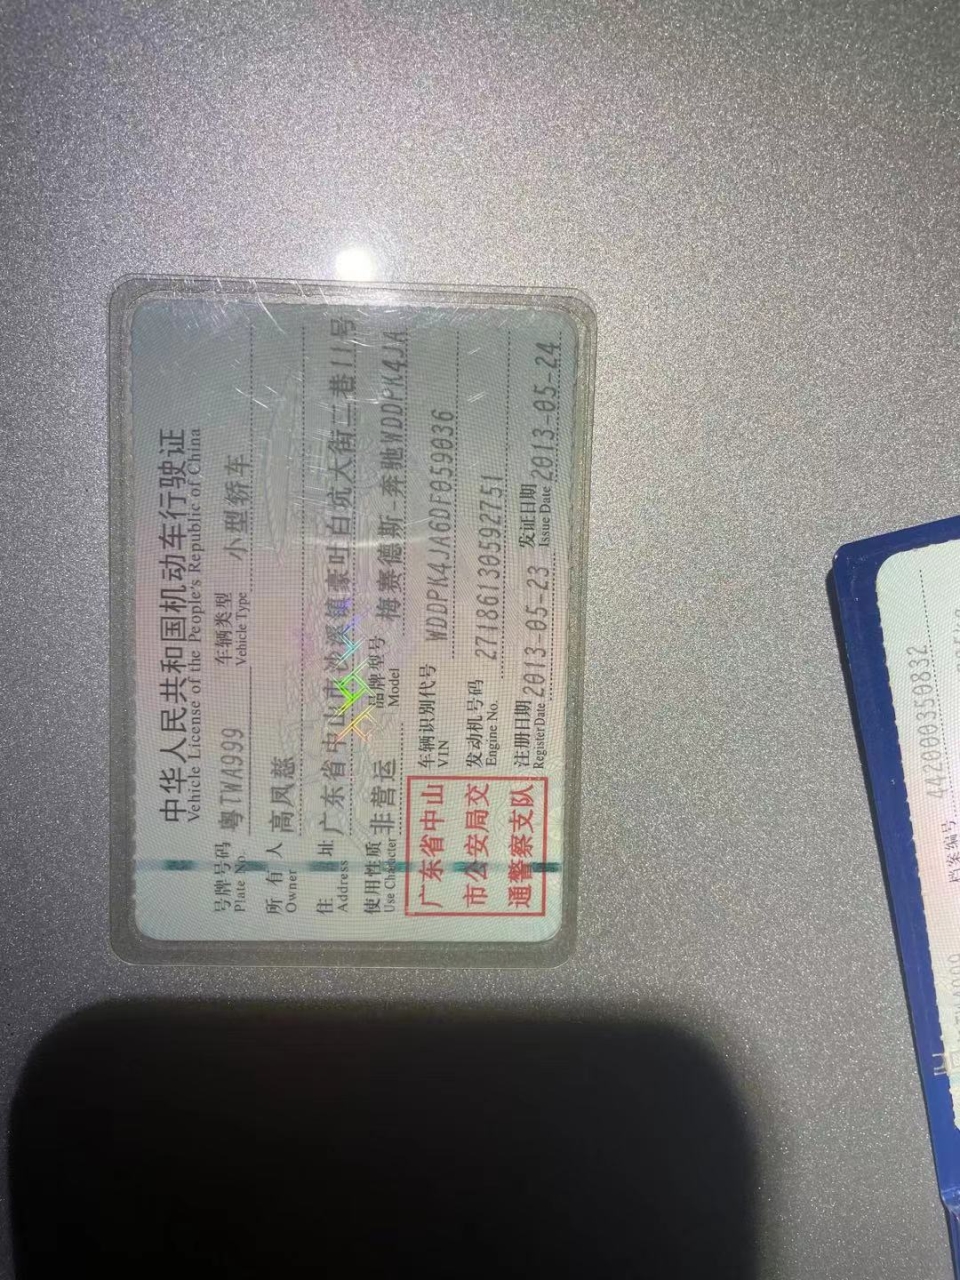 中华人民共和国机动车行驶证
Vehicle License of the People's Republic of China
号牌号码 粤TWA999 车辆类型 小型轿车
Plate No. Vehicle Type
所有人 高凤慈
Owner
住址 广东省中山市沙溪镇豪吐白坑大街二巷11号
Address
使用性质 非营运 品牌型号 梅赛德斯-奔驰WDDPK4JA
Use Character Model
广东省中山
市公安局交
通警察支队
车辆识别代号 WDDPK4JA6DF059036
VIN
发动机号码 27186130592751
Engine No.
注册日期 2013-05-23 发证日期 2013-05-24
Register Date Issue Date
档案编号 442000350832